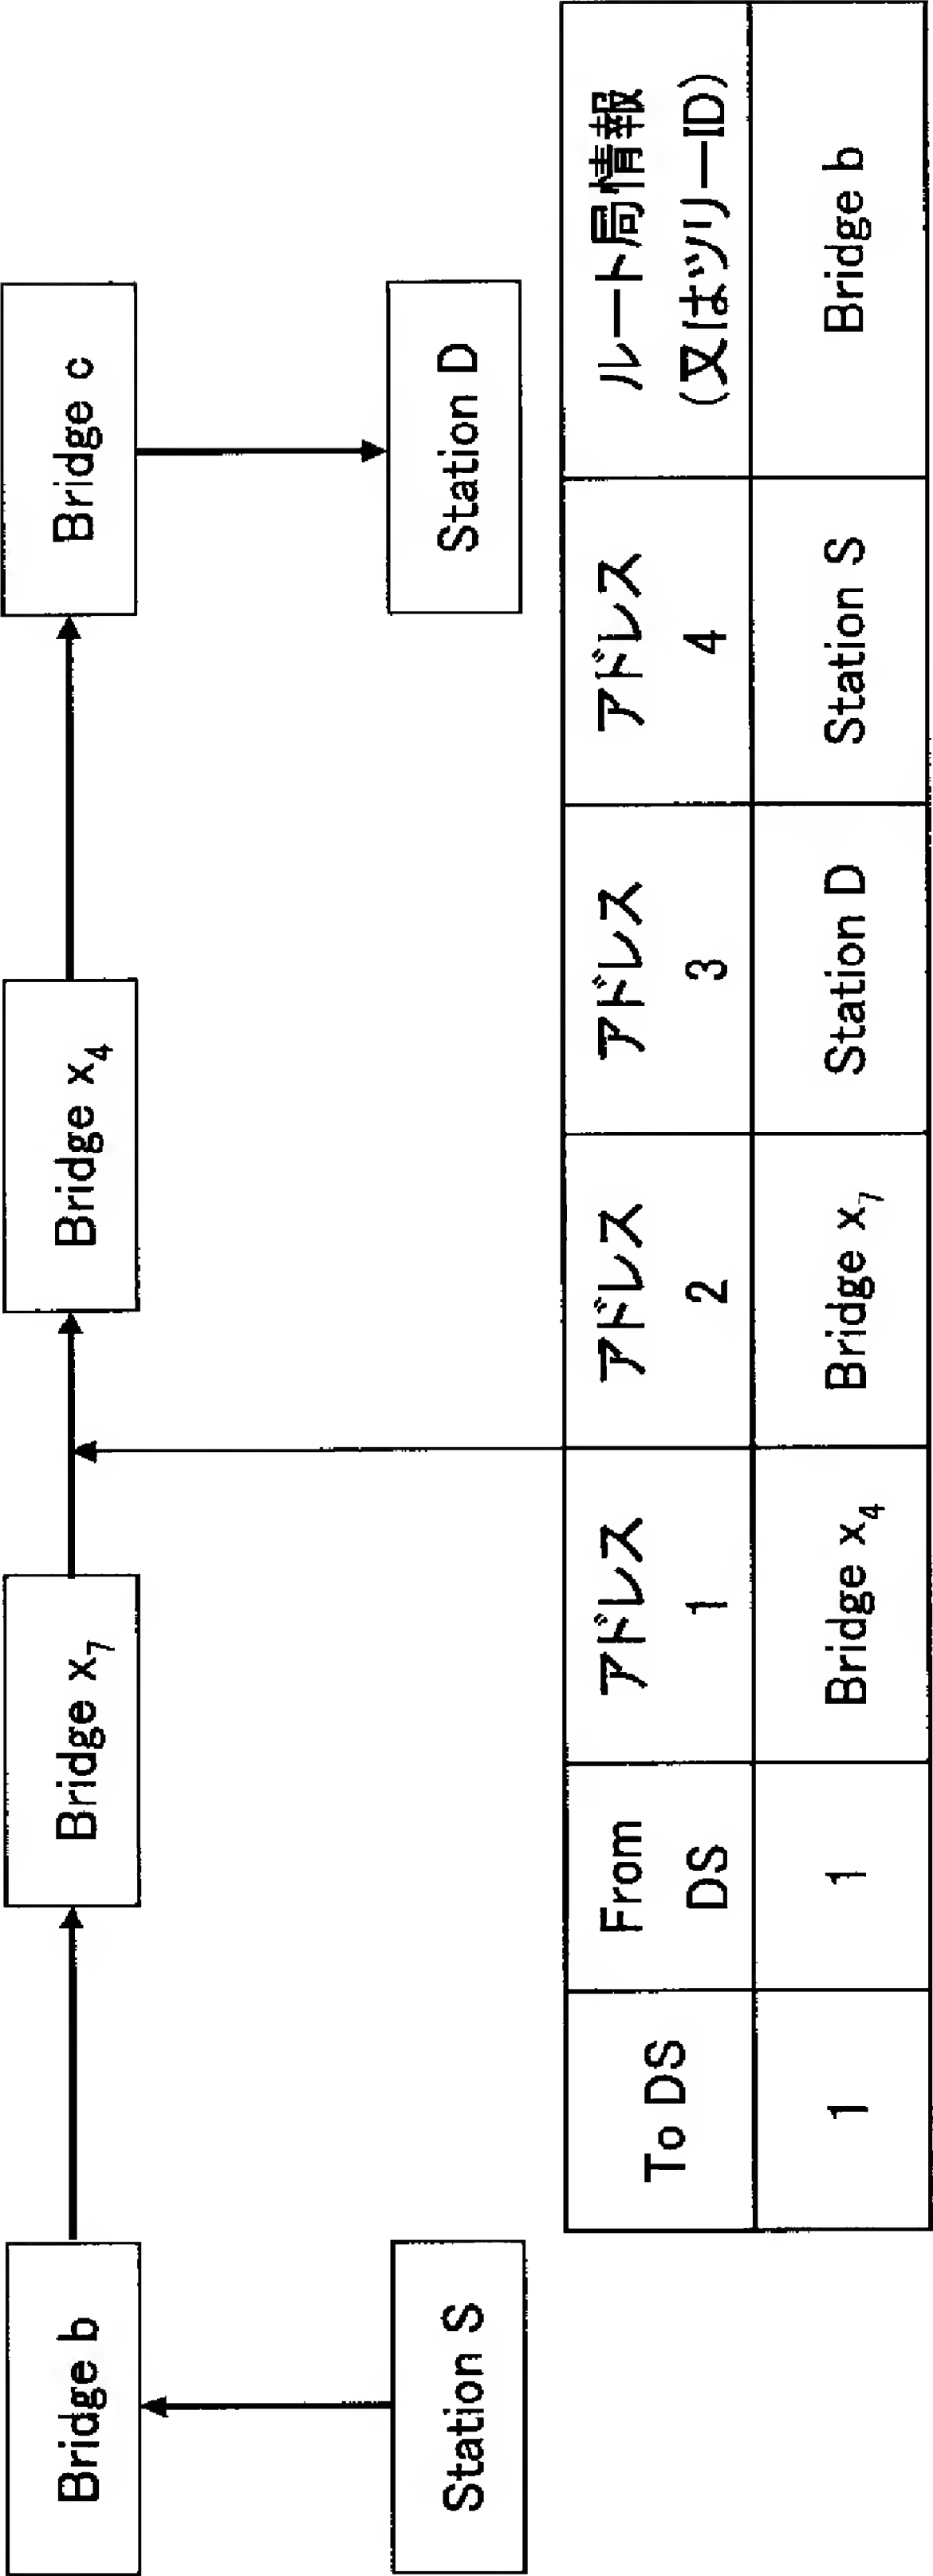 Bridge b
Bridge x₇
Bridge x₄
Bridge c
Station S
Station D
To DS
From
DS
アドレス
1
アドレス
2
アドレス
3
アドレス
4
ルート局情報
(又はツリーID)
1
1
Bridge x₄
Bridge x₇
Station D
Station S
Bridge b